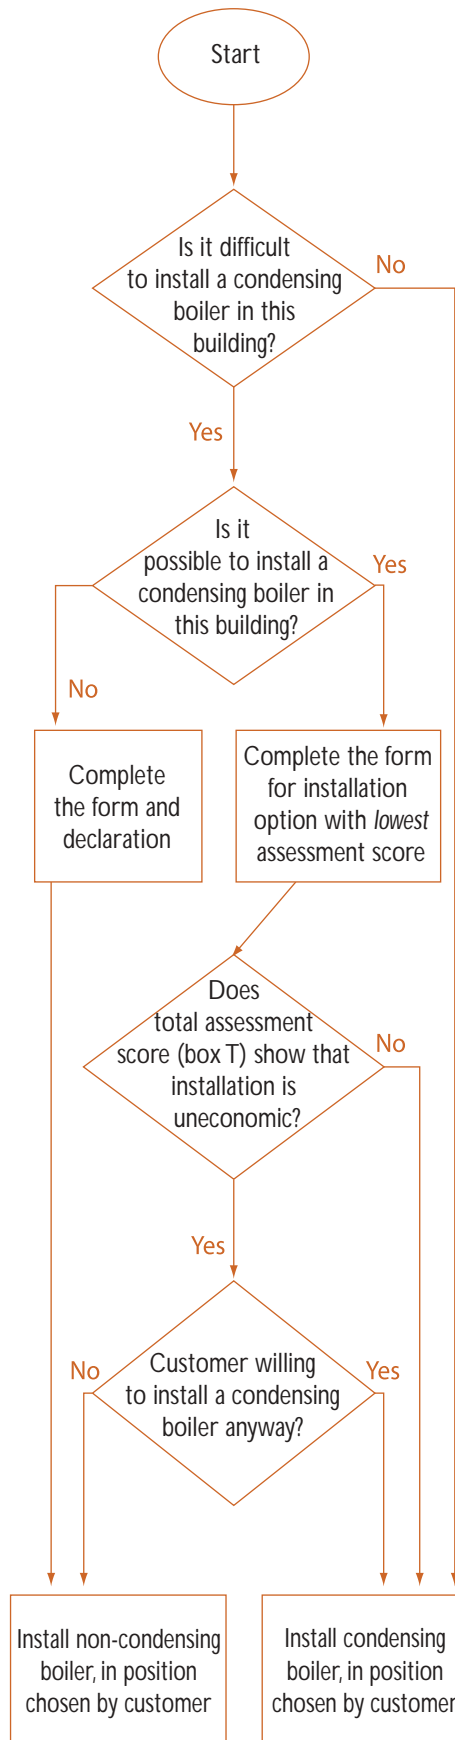 Start
Is it difficult
to install a condensing
boiler in this
building?
No
Yes
Is it
possible to install a
condensing boiler in
this building?
Yes
No
Complete
the form and
declaration
Complete the form
for installation
option with lowest
assessment score
Does
total assessment
score (box T) show that
installation is
uneconomic?
No
Yes
Customer willing
to install a condensing
boiler anyway?
No
Yes
Install non-condensing
boiler, in position
chosen by customer
Install condensing
boiler, in position
chosen by customer